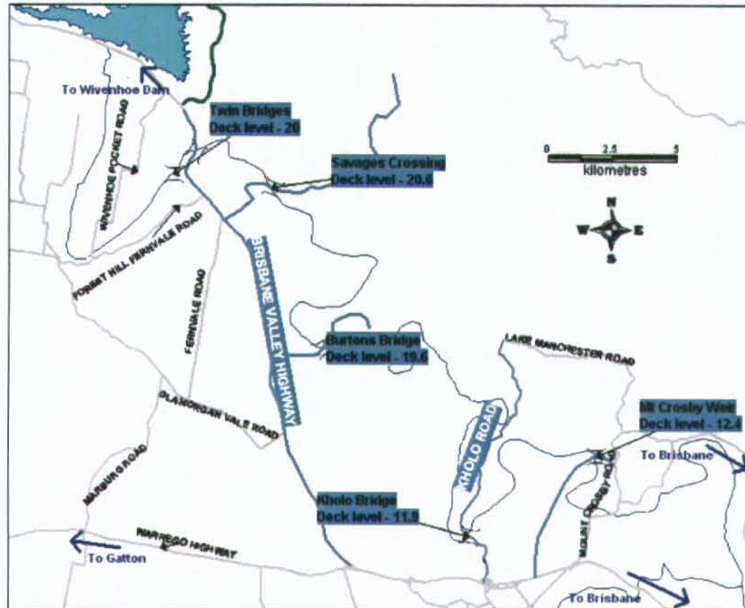 To Wivenhoe Dam
Twin Bridges
Deck level - 20
WIVENHOE POCKET ROAD
Savages Crossing
Deck level - 20.6
0 2.5 5
kilometres
N
W E
S
FOREST HILL FERNVALE ROAD
FERNVALE ROAD
BRISBANE VALLEY HIGHWAY
Burtons Bridge
Deck level - 19.6
LAKE MANCHESTER ROAD
GLAMORGAN VALE ROAD
KHOLO ROAD
Mt Crosby Weir
Deck level - 12.4
To Brisbane
MARBURG ROAD
MOUNT CROSBY ROAD
Kholo Bridge
Deck level - 11.9
WARREGO HIGHWAY
To Gatton
To Brisbane